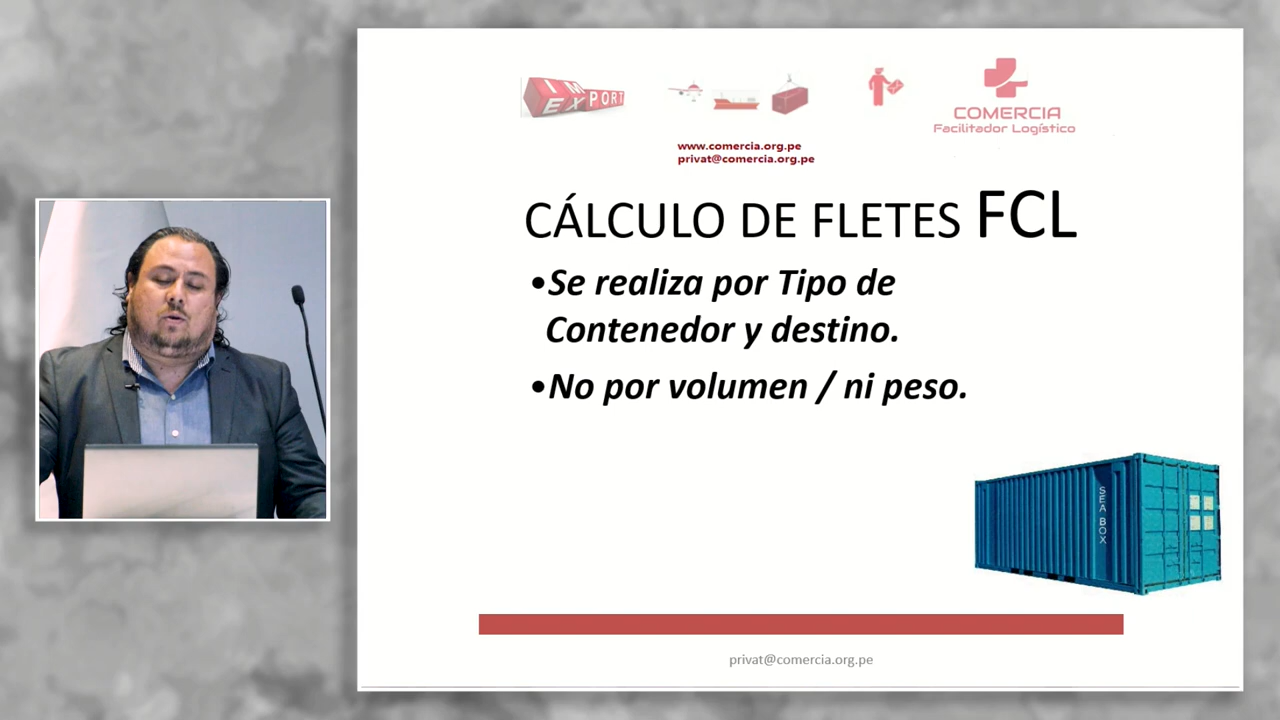 IM
EXPORT
COMERCIA
Facilitador Logístico
www.comercia.org.pe
privat@comercia.org.pe
CÁLCULO DE FLETES FCL
•Se realiza por Tipo de
Contenedor y destino.
•No por volumen / ni peso.
SEA BOX
privat@comercia.org.pe